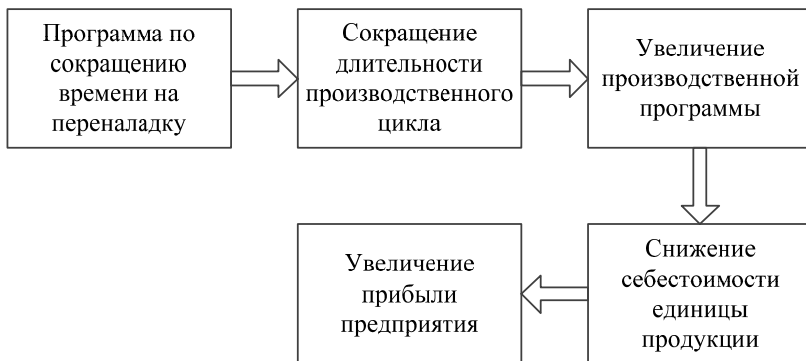 Программа по
сокращению
времени на
переналадку
Сокращение
длительности
производственного
цикла
Увеличение
производственной
программы
Снижение
себестоимости
единицы
продукции
Увеличение
прибыли
предприятия